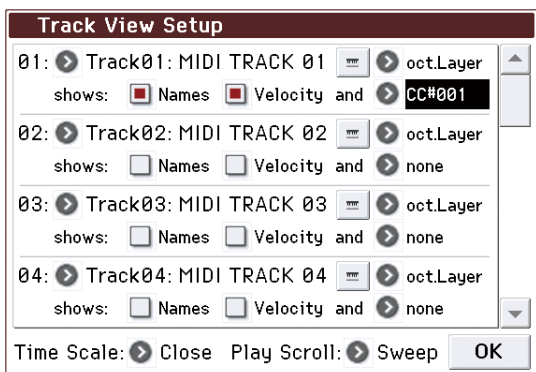 Track View Setup
01: Track01: MIDI TRACK 01 oct.Layer
shows: Names Velocity and CC#001
02: Track02: MIDI TRACK 02 oct.Layer
shows: Names Velocity and none
03: Track03: MIDI TRACK 03 oct.Layer
shows: Names Velocity and none
04: Track04: MIDI TRACK 04 oct.Layer
shows: Names Velocity and none
Time Scale: Close Play Scroll: Sweep OK